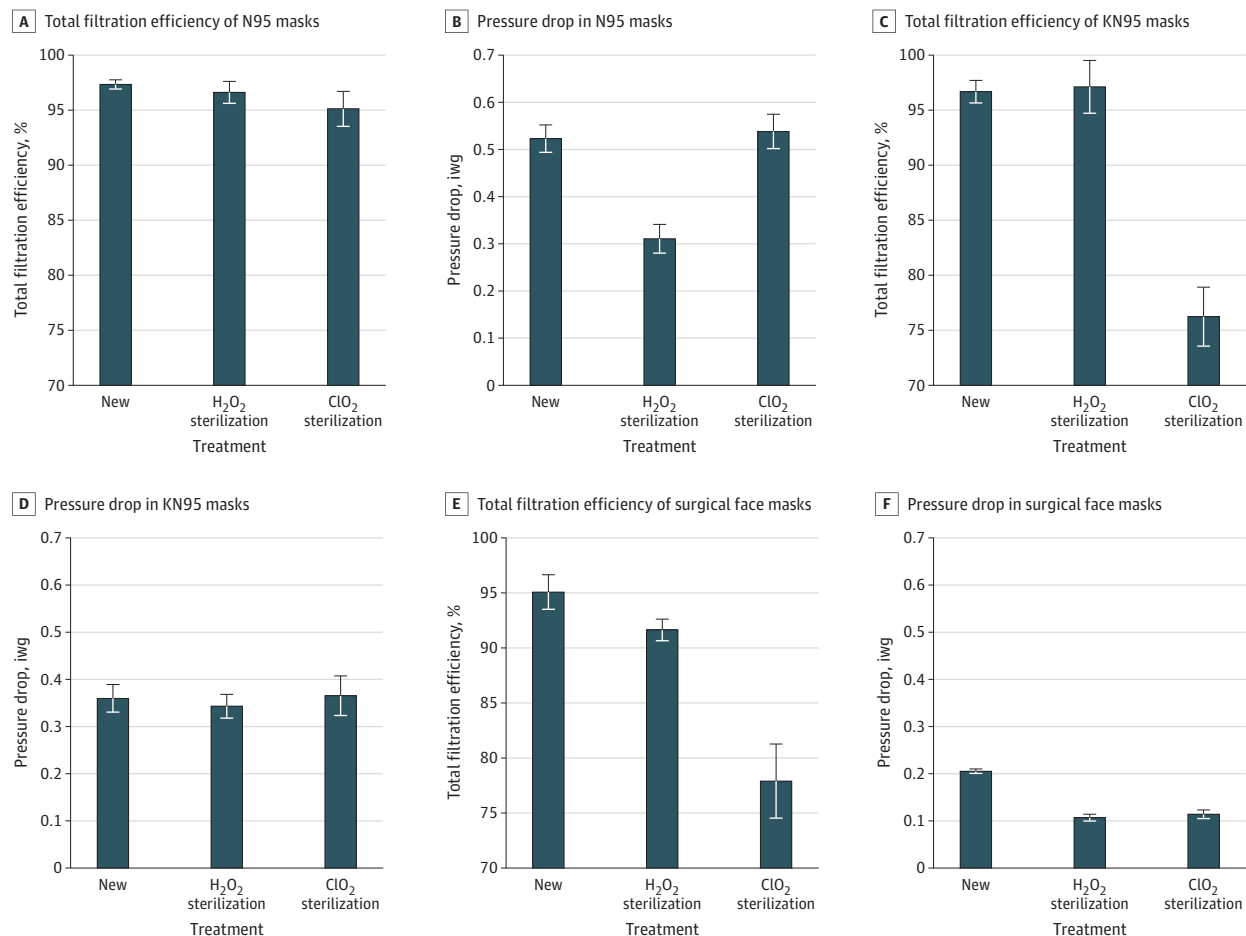 A Total filtration efficiency of N95 masks
Total filtration efficiency, %
100
95
90
85
80
75
70
New
H₂O₂
sterilization
ClO₂
sterilization
Treatment
B Pressure drop in N95 masks
Pressure drop, iwg
0.7
0.6
0.5
0.4
0.3
0.2
0.1
0
New
H₂O₂
sterilization
ClO₂
sterilization
Treatment
C Total filtration efficiency of KN95 masks
Total filtration efficiency, %
100
95
90
85
80
75
70
New
H₂O₂
sterilization
ClO₂
sterilization
Treatment
D Pressure drop in KN95 masks
Pressure drop, iwg
0.7
0.6
0.5
0.4
0.3
0.2
0.1
0
New
H₂O₂
sterilization
ClO₂
sterilization
Treatment
E Total filtration efficiency of surgical face masks
Total filtration efficiency, %
100
95
90
85
80
75
70
New
H₂O₂
sterilization
ClO₂
sterilization
Treatment
F Pressure drop in surgical face masks
Pressure drop, iwg
0.7
0.6
0.5
0.4
0.3
0.2
0.1
0
New
H₂O₂
sterilization
ClO₂
sterilization
Treatment